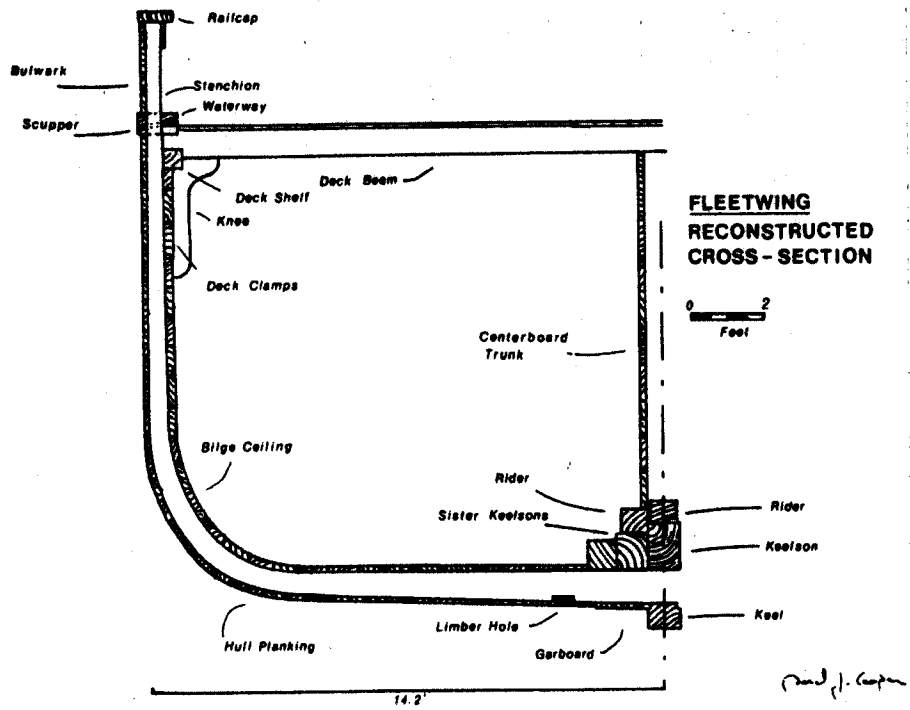 Railcap
Bulwark
Stenchion
Waterway
Scupper
Deck Beam
Deck Shelf
Knee
FLEETWING
RECONSTRUCTED
CROSS-SECTION
Deck Clamps
0 2
Feet
Centerboard
Trunk
Bilge Ceiling
Rider
Sister Keelsons
Rider
Keelson
Limber Hole
Keel
Hull Planking
Garboard
14.2'